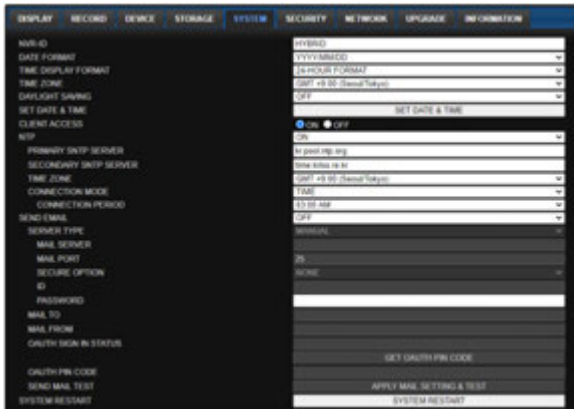 DISPLAY RECORD DEVICE STORAGE SYSTEM SECURITY NETWORK UPGRADE INFORMATION
NVR-ID HYBRID
DATE FORMAT YYYY/MM/DD
TIME DISPLAY FORMAT 24-HOUR FORMAT
TIME ZONE GMT +9:00 (Seoul/Tokyo)
DAYLIGHT SAVING OFF
SET DATE & TIME SET DATE & TIME
CLIENT ACCESS ON OFF
NTP ON
PRIMARY SNTP SERVER kr.pool.ntp.org
SECONDARY SNTP SERVER time.kriss.re.kr
TIME ZONE GMT +9:00 (Seoul/Tokyo)
CONNECTION MODE TIME
CONNECTION PERIOD 03:00 AM
SEND EMAIL OFF
SERVER TYPE MANUAL
MAIL SERVER
MAIL PORT 25
SECURE OPTION NONE
ID
PASSWORD
MAIL TO
MAIL FROM
OAUTH SIGN IN STATUS
GET OAUTH PIN CODE
OAUTH PIN CODE
SEND MAIL TEST APPLY MAIL SETTING & TEST
SYSTEM RESTART SYSTEM RESTART